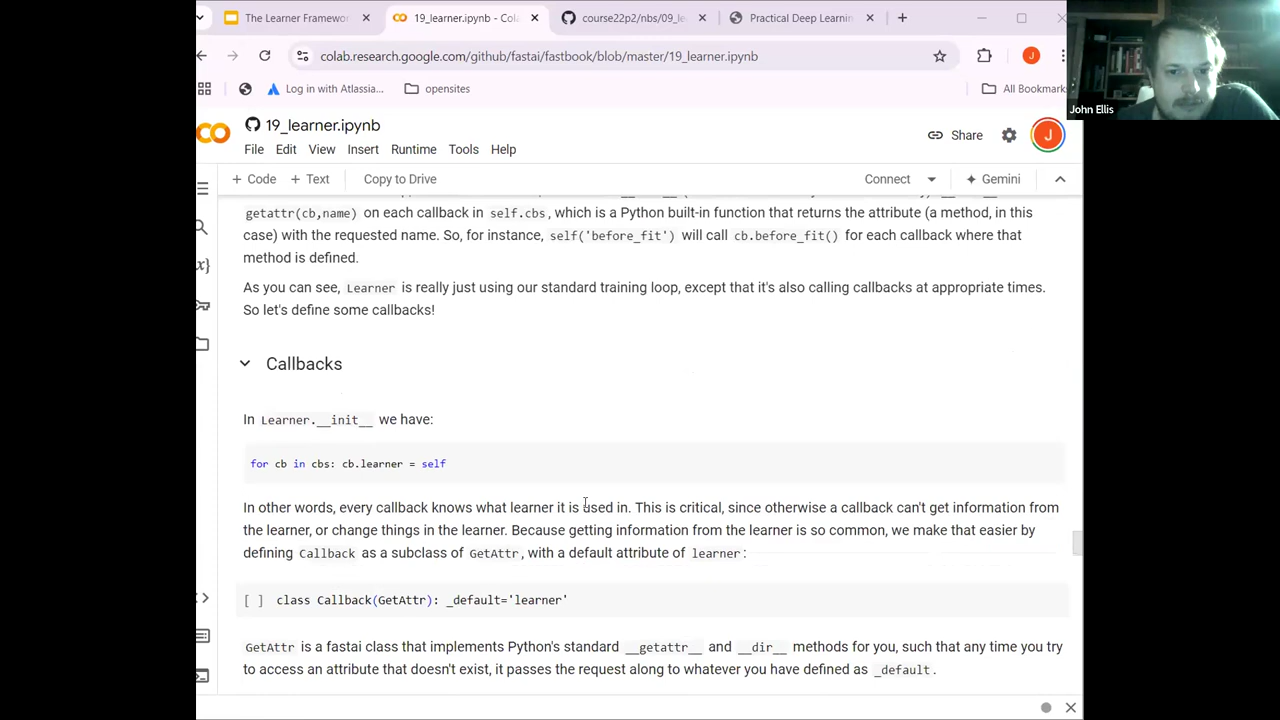 The Learner Framewo
19_learner.ipynb - Cola
course22p2/nbs/09_le
Practical Deep Learning
colab.research.google.com/github/fastai/fastbook/blob/master/19_learner.ipynb
J
Log in with Atlassia...
opensites
All Bookmark
John Ellis
19_learner.ipynb
Share
J
File Edit View Insert Runtime Tools Help
+ Code + Text Copy to Drive
Connect
Gemini
getattr(cb,name) on each callback in self.cbs, which is a Python built-in function that returns the attribute (a method, in this
case) with the requested name. So, for instance, self('before_fit') will call cb.before_fit() for each callback where that
method is defined.
As you can see, Learner is really just using our standard training loop, except that it's also calling callbacks at appropriate times.
So let's define some callbacks!
Callbacks
In Learner.__init__ we have:
for cb in cbs: cb.learner = self
In other words, every callback knows what learner it is used in. This is critical, since otherwise a callback can't get information from
the learner, or change things in the learner. Because getting information from the learner is so common, we make that easier by
defining Callback as a subclass of GetAttr, with a default attribute of learner:
[ ] class Callback(GetAttr): _default='learner'
GetAttr is a fastai class that implements Python's standard __getattr__ and __dir__ methods for you, such that any time you try
to access an attribute that doesn't exist, it passes the request along to whatever you have defined as _default.